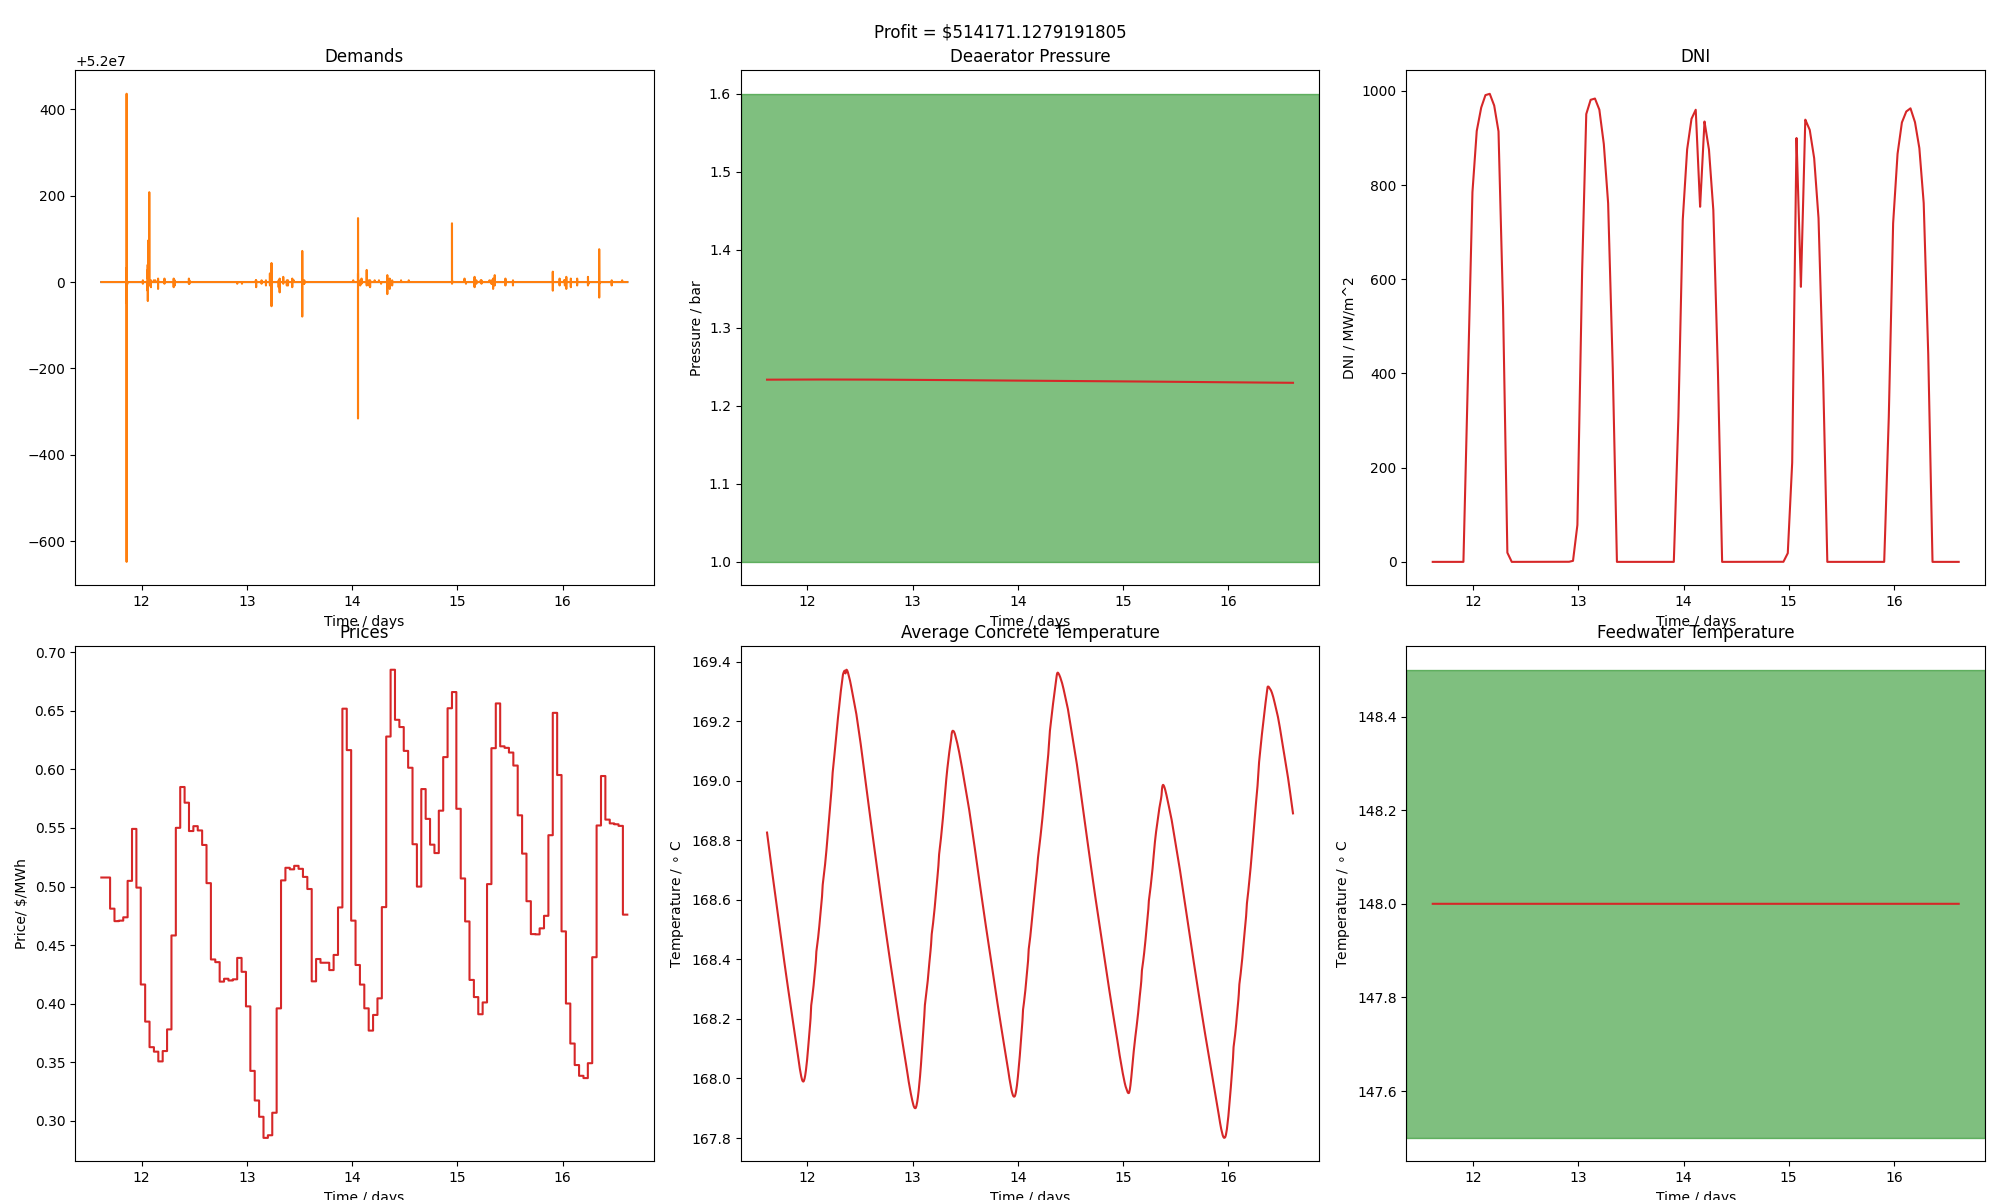 Profit = $514171.1279191805
Demands
+5.2e7
400
200
0
−200
−400
−600
12 13 14 15 16
Time / days
Deaerator Pressure
Pressure / bar
1.6
1.5
1.4
1.3
1.2
1.1
1.0
12 13 14 15 16
Time / days
DNI
DNI / MW/m^2
1000
800
600
400
200
0
12 13 14 15 16
Time / days
Prices
Price/ $/MWh
0.70
0.65
0.60
0.55
0.50
0.45
0.40
0.35
0.30
12 13 14 15 16
Time / days
Average Concrete Temperature
Temperature / ∘ C
169.4
169.2
169.0
168.8
168.6
168.4
168.2
168.0
167.8
12 13 14 15 16
Time / days
Feedwater Temperature
Temperature / ∘ C
148.4
148.2
148.0
147.8
147.6
12 13 14 15 16
Time / days